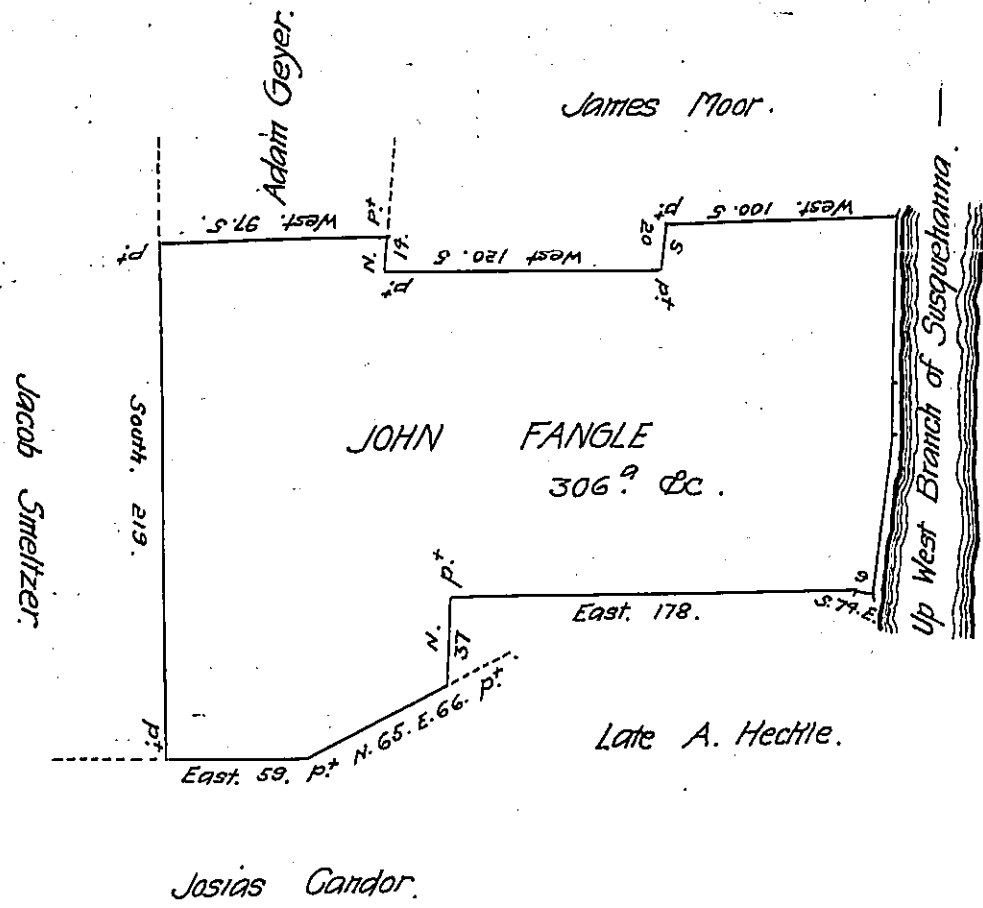 Adam Geyer.
James Moor.
West. 97.5.
p.t
14.
N.
p.t
West 120.5
p.t
S 20
p.t
West. 100.5
p.t
Up West Branch of Susquehanna.
Jacob Smeltzer.
South. 219.
JOHN FANGLE
306.a &c.
p.t
N. 37
East. 178.
S. 79. E. 9
p.t
East. 59. p.t
N. 65. E. 66. p.t
Late A. Heckle.
Josias Candor.